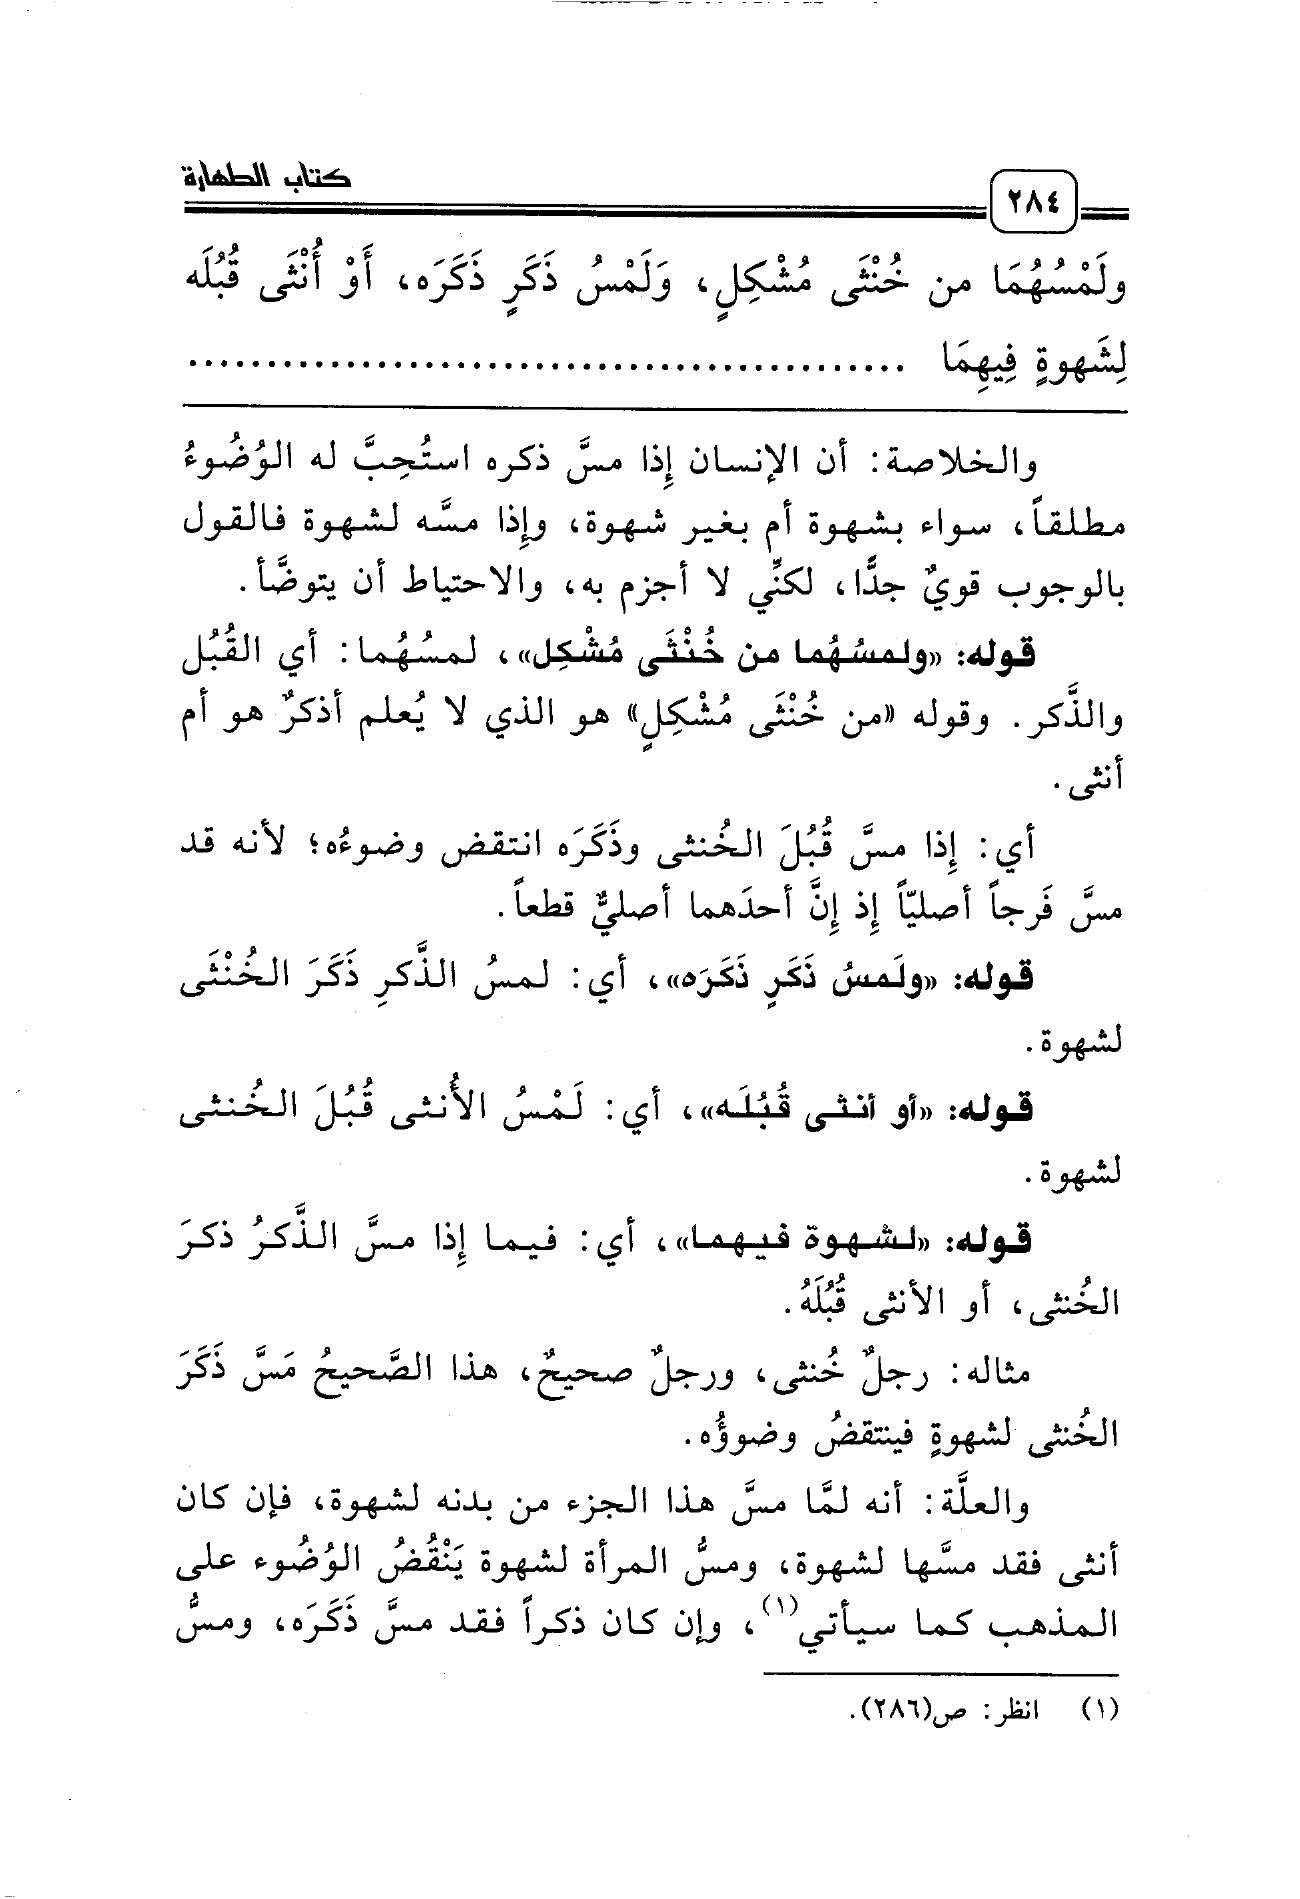 كتاب الطهارة
٢٨٤
ولَمْسُهُمَا من خُنْثَى مُشْكِلٍ، وَلَمْسُ ذَكَرٍ ذَكَرَه، أَوْ أُنْثَى قُبُلَه
لِشَهوةٍ فِيهِمَا .............................................
والخلاصة: أن الإنسان إِذا مسَّ ذكره استُحِبَّ له الوُضُوءُ
مطلقاً، سواء بشهوة أم بغير شهوة، وإِذا مسَّه لشهوة فالقول
بالوجوب قويٌ جدًّا، لكنِّي لا أجزم به، والاحتياط أن يتوضَّأ.
قوله: «ولمسُهُما من خُنْثَى مُشْكِل»، لمسُهُما: أي القُبُل
والذَّكر. وقوله «من خُنْثَى مُشْكِلٍ» هو الذي لا يُعلم أذكرٌ هو أم
أنثى.
أي: إِذا مسَّ قُبُلَ الخُنثى وذَكَرَه انتقض وضوءُه؛ لأنه قد
مسَّ فَرجاً أصليّاً إِذ إِنَّ أحدَهما أصليٌّ قطعاً.
قوله: «ولَمسُ ذَكَرٍ ذَكَرَه»، أي: لمسُ الذَّكرِ ذَكَرَ الخُنْثَى
لشهوة.
قوله: «أو أنثى قُبُلَه»، أي: لَمْسُ الأُنثى قُبُلَ الخُنثى
لشهوة.
قوله: «لشهوة فيهما»، أي: فيما إِذا مسَّ الذَّكرُ ذكرَ
الخُنثى، أو الأنثى قُبُلَهُ.
مثاله: رجلٌ خُنثى، ورجلٌ صحيحٌ، هذا الصَّحيحُ مَسَّ ذَكَرَ
الخُنثى لشهوةٍ فينتقضُ وضوؤُه.
والعلَّة: أنه لمَّا مسَّ هذا الجزء من بدنه لشهوة، فإن كان
أنثى فقد مسَّها لشهوة، ومسُّ المرأة لشهوة يَنْقُضُ الوُضُوء على
المذهب كما سيأتي(١)، وإن كان ذكراً فقد مسَّ ذَكَرَه، ومسُّ
(١) انظر: ص(٢٨٦).